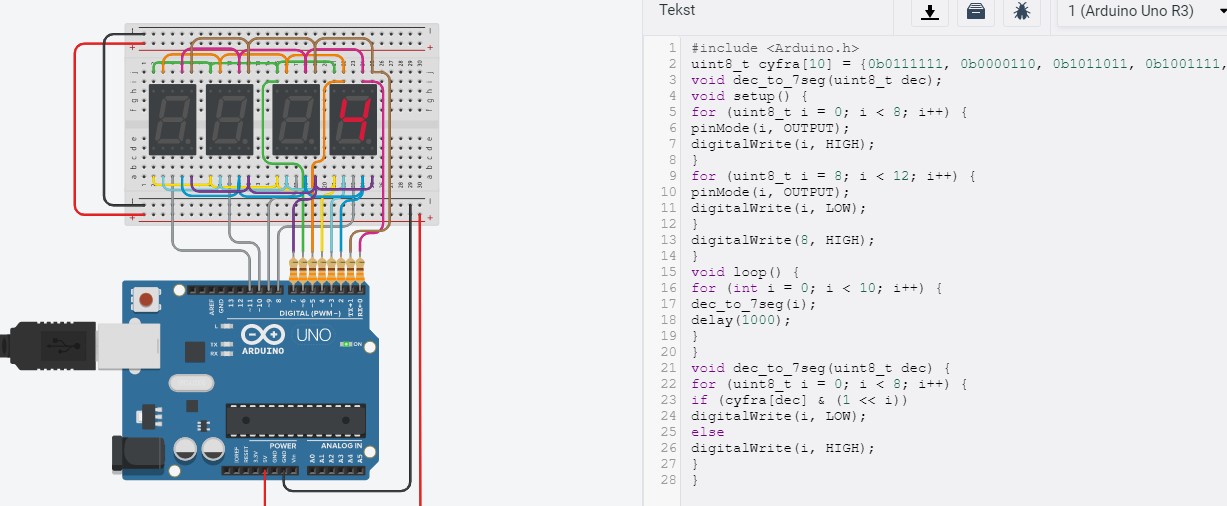 Tekst
1 (Arduino Uno R3)
1 #include <Arduino.h>
2 uint8_t cyfra[10] = {0b0111111, 0b0000110, 0b1011011, 0b1001111,
3 void dec_to_7seg(uint8_t dec);
4 void setup() {
5 for (uint8_t i = 0; i < 8; i++) {
6 pinMode(i, OUTPUT);
7 digitalWrite(i, HIGH);
8 }
9 for (uint8_t i = 8; i < 12; i++) {
10 pinMode(i, OUTPUT);
11 digitalWrite(i, LOW);
12 }
13 digitalWrite(8, HIGH);
14 }
15 void loop() {
16 for (int i = 0; i < 10; i++) {
17 dec_to_7seg(i);
18 delay(1000);
19 }
20 }
21 void dec_to_7seg(uint8_t dec) {
22 for (uint8_t i = 0; i < 8; i++) {
23 if (cyfra[dec] & (1 << i))
24 digitalWrite(i, LOW);
25 else
26 digitalWrite(i, HIGH);
27 }
28 }
4
AREF
GND
13
12
~11
~10
~9
8
7
~6
~5
4
~3
2
TX→1
RX←0
DIGITAL (PWM~)
L
TX
RX
ARDUINO
UNO
ON
POWER
ANALOG IN
IOREF
RESET
3.3V
5V
GND
GND
Vin
A0
A1
A2
A3
A4
A5